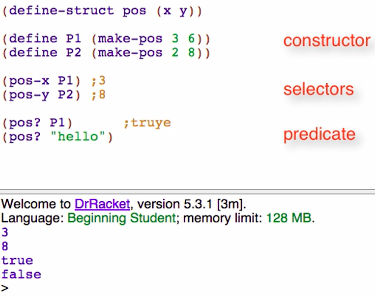 (define-struct pos (x y))
(define P1 (make-pos 3 6))
(define P2 (make-pos 2 8))
constructor
(pos-x P1) ;3
(pos-y P2) ;8
selectors
(pos? P1) ;truye
(pos? "hello")
predicate
Welcome to DrRacket, version 5.3.1 [3m].
Language: Beginning Student; memory limit: 128 MB.
3
8
true
false
>